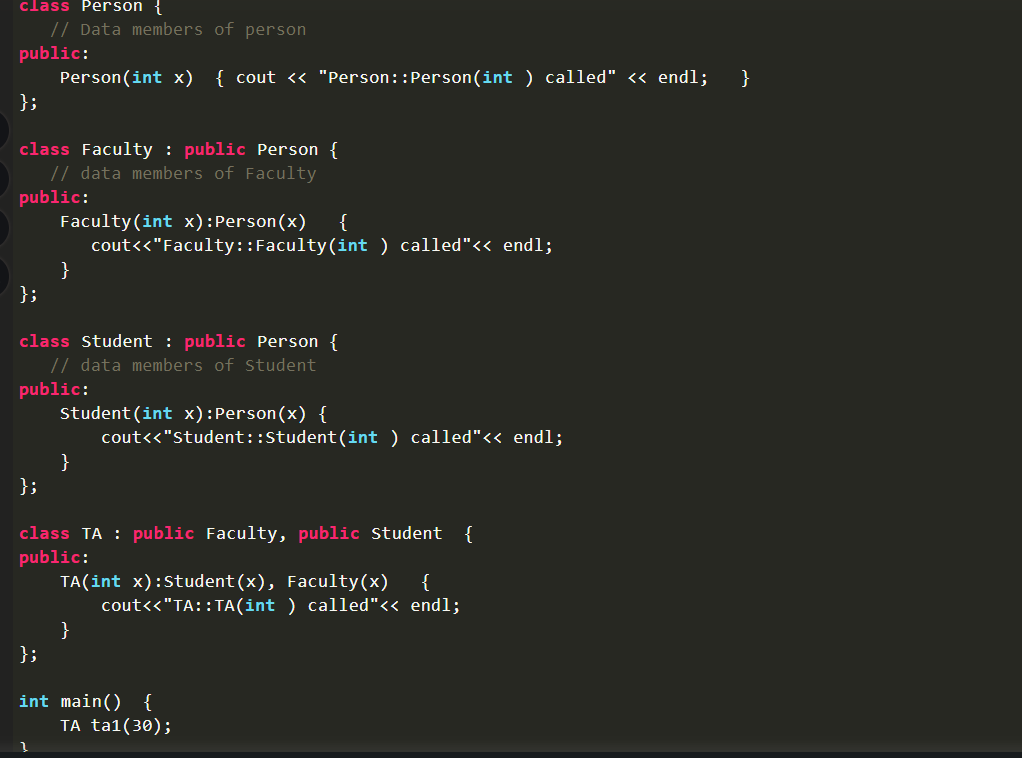 class Person {
   // Data members of person
public:
    Person(int x)  { cout << "Person::Person(int ) called" << endl;   }
};

class Faculty : public Person {
   // data members of Faculty
public:
    Faculty(int x):Person(x)   {
       cout<<"Faculty::Faculty(int ) called"<< endl;
    }
};

class Student : public Person {
   // data members of Student
public:
    Student(int x):Person(x) {
        cout<<"Student::Student(int ) called"<< endl;
    }
};

class TA : public Faculty, public Student  {
public:
    TA(int x):Student(x), Faculty(x)   {
        cout<<"TA::TA(int ) called"<< endl;
    }
};

int main()  {
    TA ta1(30);
}